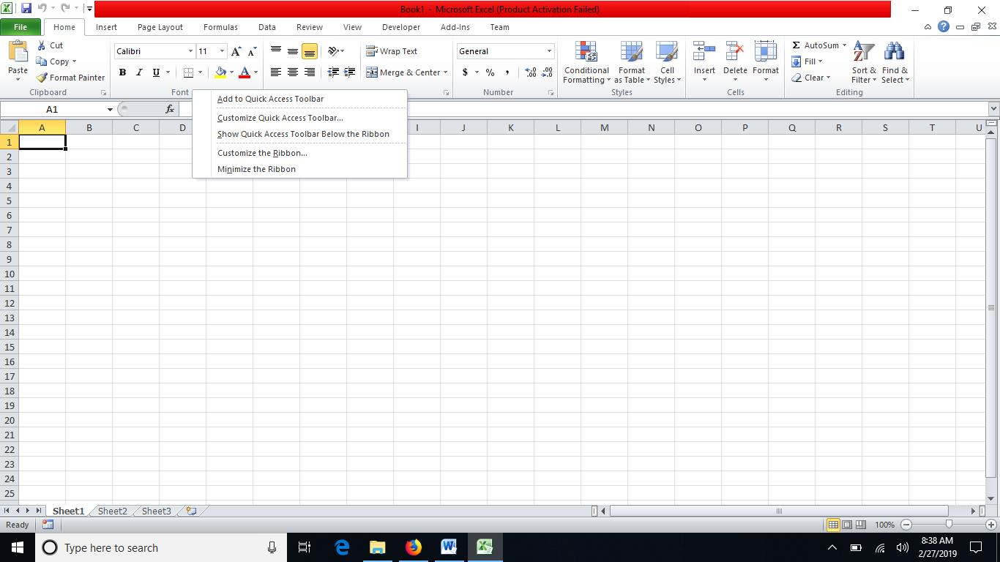 Book1 - Microsoft Excel (Product Activation Failed)
File Home Insert Page Layout Formulas Data Review View Developer Add-Ins Team
Paste
Cut
Copy
Format Painter
Clipboard
Calibri 11
B I U
Font
Wrap Text
Merge & Center
General
$ % ,
Number
Conditional Formatting
Format as Table
Cell Styles
Styles
Insert Delete Format
Cells
AutoSum
Fill
Clear
Sort & Filter
Find & Select
Editing
A1 fx
Add to Quick Access Toolbar
Customize Quick Access Toolbar...
Show Quick Access Toolbar Below the Ribbon
Customize the Ribbon...
Minimize the Ribbon
A B C D I J K L M N O P Q R S T U
1
2
3
4
5
6
7
8
9
10
11
12
13
14
15
16
17
18
19
20
21
22
23
24
25
Sheet1 Sheet2 Sheet3
Ready 100%
Type here to search
8:38 AM
2/27/2019